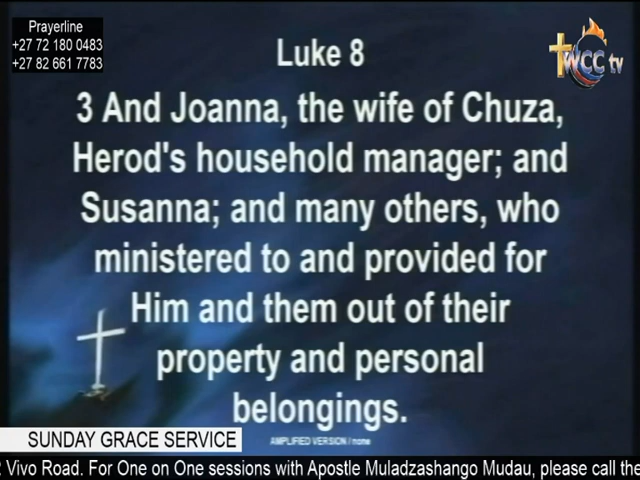 Prayerline
+27 72 180 0483
+27 82 661 7783
WCC tv
Luke 8
3 And Joanna, the wife of Chuza,
Herod's household manager; and
Susanna; and many others, who
ministered to and provided for
Him and them out of their
property and personal
belongings.
AMPLIFIED VERSION / none
SUNDAY GRACE SERVICE
2 Vivo Road. For One on One sessions with Apostle Muladzashango Mudau, please call the